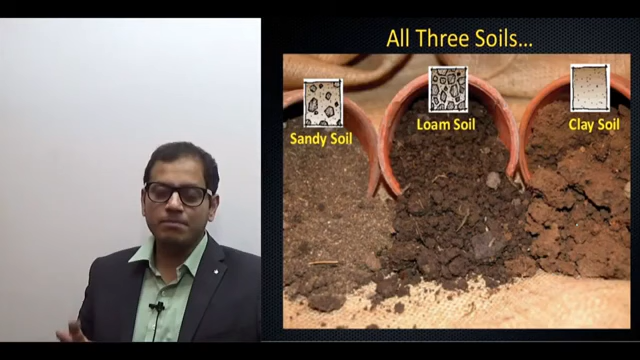 All Three Soils...
Sandy Soil
Loam Soil
Clay Soil